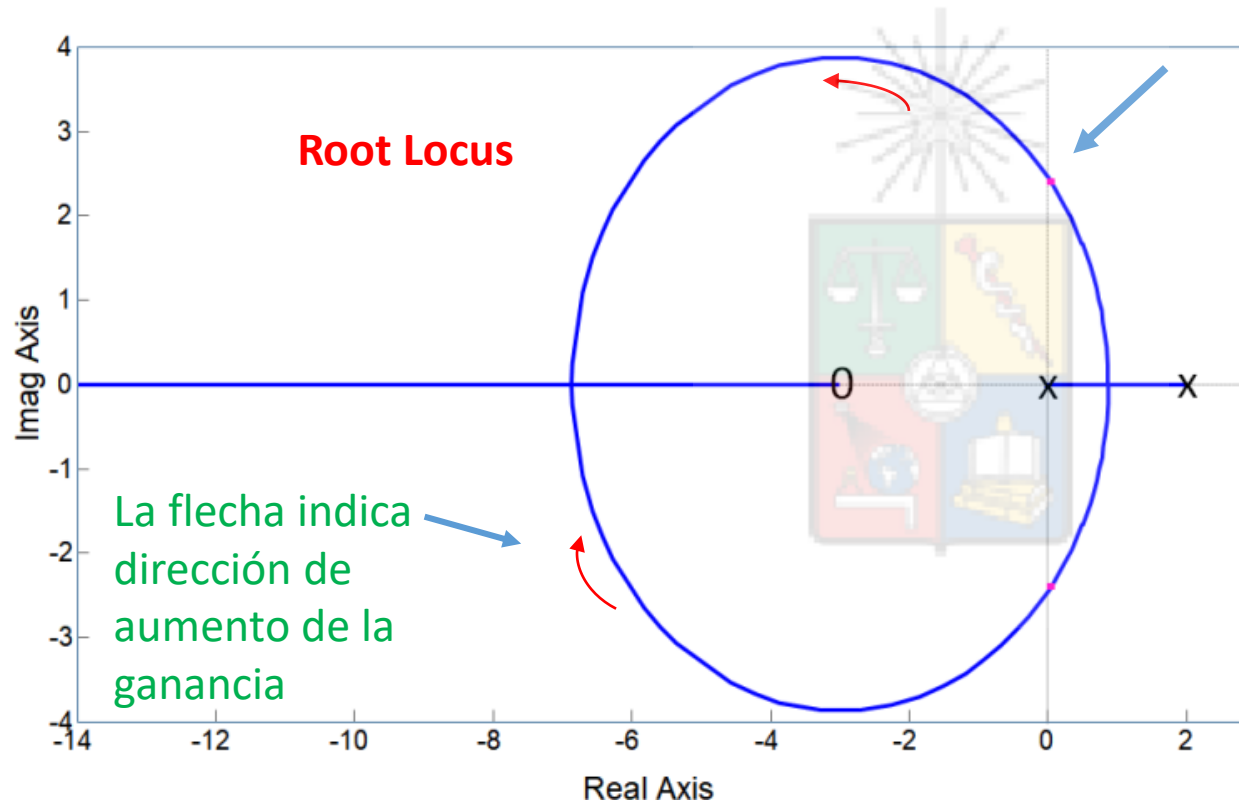 Root Locus
La flecha indica
dirección de
aumento de la
ganancia
Imag Axis
4
3
2
1
0
-1
-2
-3
-4
-14 -12 -10 -8 -6 -4 -2 0 2
Real Axis
0 x x